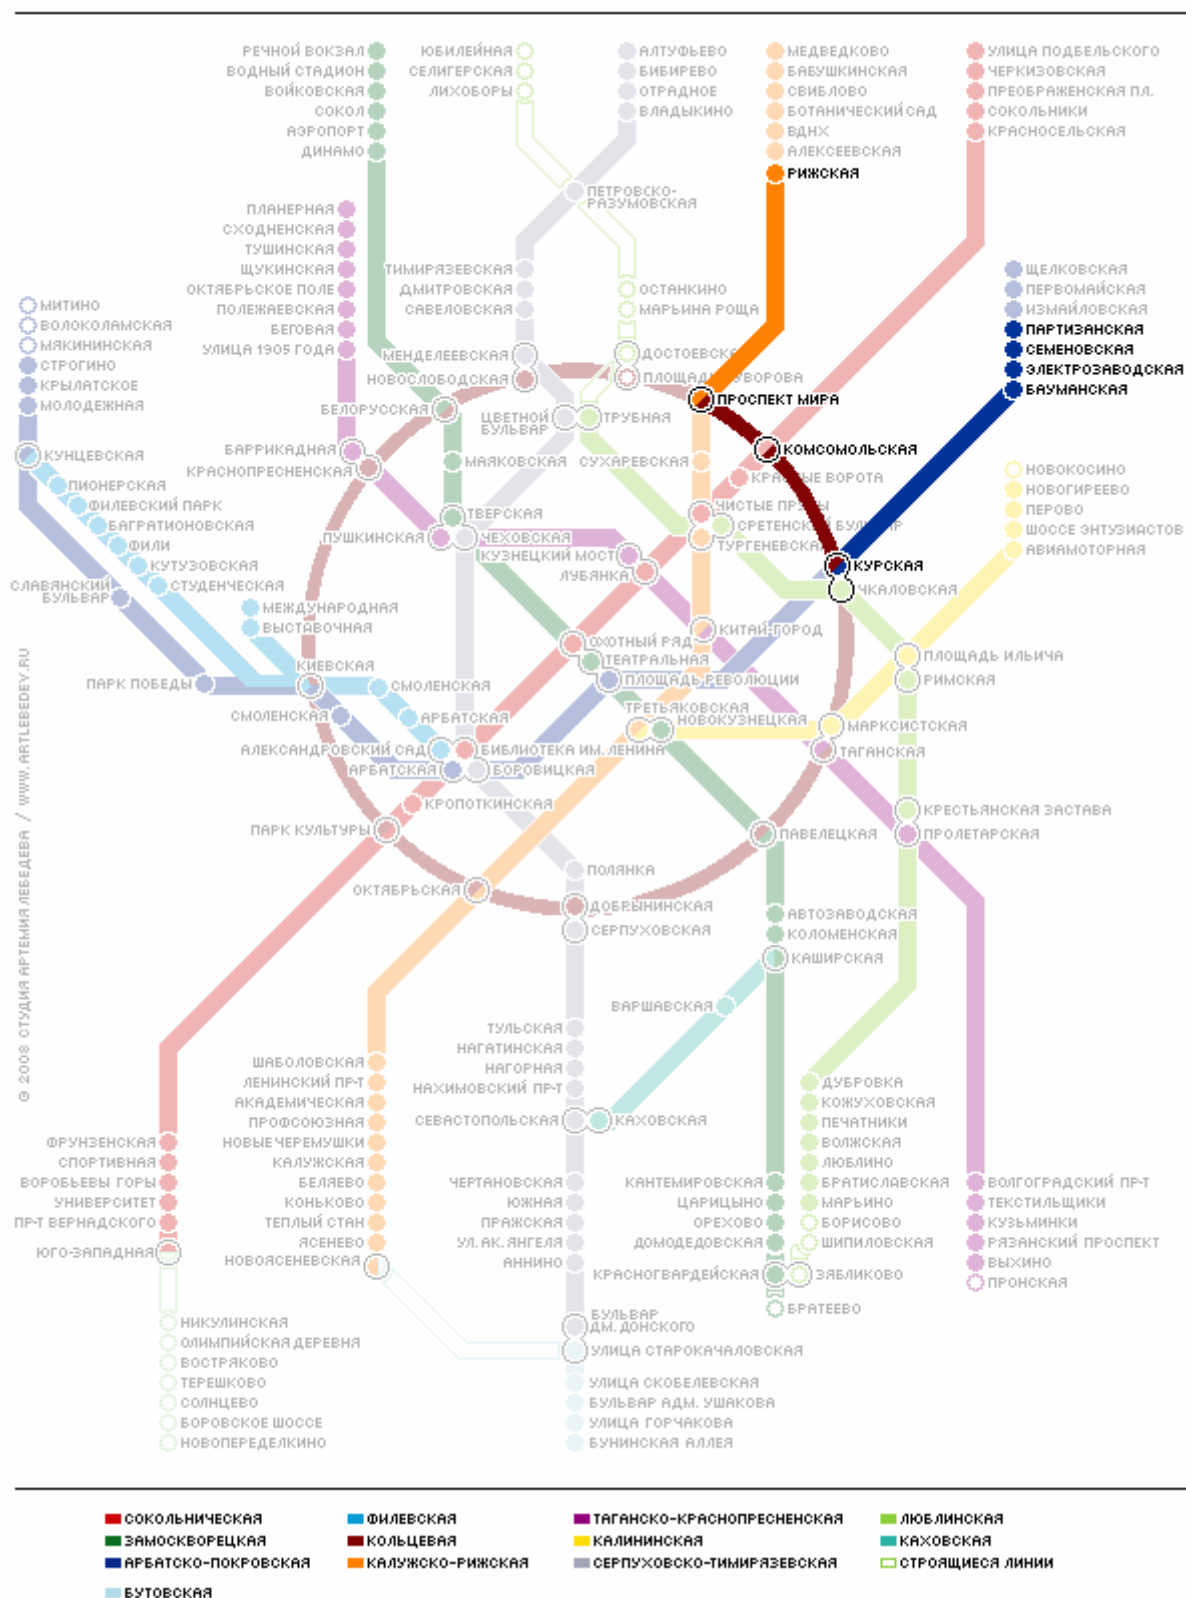 РЕЧНОЙ ВОКЗАЛ
ВОДНЫЙ СТАДИОН
ВОЙКОВСКАЯ
СОКОЛ
АЭРОПОРТ
ДИНАМО
ЮБИЛЕЙНАЯ
СЕЛИГЕРСКАЯ
ЛИХОБОРЫ
АЛТУФЬЕВО
БИБИРЕВО
ОТРАДНОЕ
ВЛАДЫКИНО
МЕДВЕДКОВО
БАБУШКИНСКАЯ
СВИБЛОВО
БОТАНИЧЕСКИЙ САД
ВДНХ
АЛЕКСЕЕВСКАЯ
РИЖСКАЯ
УЛИЦА ПОДБЕЛЬСКОГО
ЧЕРКИЗОВСКАЯ
ПРЕОБРАЖЕНСКАЯ ПЛ.
СОКОЛЬНИКИ
КРАСНОСЕЛЬСКАЯ
ПЕТРОВСКО-
РАЗУМОВСКАЯ
ПЛАНЕРНАЯ
СХОДНЕНСКАЯ
ТУШИНСКАЯ
ЩУКИНСКАЯ
ОКТЯБРЬСКОЕ ПОЛЕ
ПОЛЕЖАЕВСКАЯ
БЕГОВАЯ
УЛИЦА 1905 ГОДА
ТИМИРЯЗЕВСКАЯ
ДМИТРОВСКАЯ
САВЕЛОВСКАЯ
ОСТАНКИНО
МАРЬИНА РОЩА
ЩЕЛКОВСКАЯ
ПЕРВОМАЙСКАЯ
ИЗМАЙЛОВСКАЯ
ПАРТИЗАНСКАЯ
СЕМЕНОВСКАЯ
ЭЛЕКТРОЗАВОДСКАЯ
БАУМАНСКАЯ
МИТИНО
ВОЛОКОЛАМСКАЯ
МЯКИНИНСКАЯ
СТРОГИНО
КРЫЛАТСКОЕ
МОЛОДЕЖНАЯ
КУНЦЕВСКАЯ
МЕНДЕЛЕЕВСКАЯ
НОВОСЛОБОДСКАЯ
ДОСТОЕВСК
ПЛОЩАДЬ СУВОРОВА
БЕЛОРУССКАЯ
ЦВЕТНОЙ
БУЛЬВАР
ТРУБНАЯ
ПРОСПЕКТ МИРА
БАРРИКАДНАЯ
КРАСНОПРЕСНЕНСКАЯ
МАЯКОВСКАЯ
СУХАРЕВСКАЯ
КОМСОМОЛЬСКАЯ
КРАСНЫЕ ВОРОТА
НОВОКОСИНО
НОВОГИРЕЕВО
ПЕРОВО
ШОССЕ ЭНТУЗИАСТОВ
АВИАМОТОРНАЯ
ПИОНЕРСКАЯ
ФИЛЕВСКИЙ ПАРК
БАГРАТИОНОВСКАЯ
ФИЛИ
КУТУЗОВСКАЯ
СТУДЕНЧЕСКАЯ
ТВЕРСКАЯ
ПУШКИНСКАЯ
ЧЕХОВСКАЯ
КУЗНЕЦКИЙ МОСТ
ЛУБЯНКА
ЧИСТЫЕ ПРУДЫ
СРЕТЕНСКИЙ БУЛЬВАР
ТУРГЕНЕВСКАЯ
КУРСКАЯ
ЧКАЛОВСКАЯ
СЛАВЯНСКИЙ
БУЛЬВАР
МЕЖДУНАРОДНАЯ
ВЫСТАВОЧНАЯ
ОХОТНЫЙ РЯД
ТЕАТРАЛЬНАЯ
КИТАЙ-ГОРОД
ПЛОЩАДЬ РЕВОЛЮЦИИ
ПЛОЩАДЬ ИЛЬИЧА
РИМСКАЯ
КИЕВСКАЯ
ПАРК ПОБЕДЫ
СМОЛЕНСКАЯ
СМОЛЕНСКАЯ
АРБАТСКАЯ
ТРЕТЬЯКОВСКАЯ
НОВОКУЗНЕЦКАЯ
МАРКСИСТСКАЯ
ТАГАНСКАЯ
АЛЕКСАНДРОВСКИЙ САД
БИБЛИОТЕКА ИМ. ЛЕНИНА
АРБАТСКАЯ
БОРОВИЦКАЯ
КРОПОТКИНСКАЯ
ПАРК КУЛЬТУРЫ
КРЕСТЬЯНСКАЯ ЗАСТАВА
ПРОЛЕТАРСКАЯ
ПАВЕЛЕЦКАЯ
ПОЛЯНКА
ОКТЯБРЬСКАЯ
ДОБРЫНИНСКАЯ
СЕРПУХОВСКАЯ
АВТОЗАВОДСКАЯ
КОЛОМЕНСКАЯ
КАШИРСКАЯ
ВАРШАВСКАЯ
© 2008 СТУДИЯ АРТЕМИЯ ЛЕБЕДЕВА / WWW.ARTLEBEDEV.RU
ТУЛЬСКАЯ
НАГАТИНСКАЯ
НАГОРНАЯ
НАХИМОВСКИЙ ПР-Т
СЕВАСТОПОЛЬСКАЯ
КАХОВСКАЯ
ШАБОЛОВСКАЯ
ЛЕНИНСКИЙ ПР-Т
АКАДЕМИЧЕСКАЯ
ПРОФСОЮЗНАЯ
НОВЫЕ ЧЕРЕМУШКИ
КАЛУЖСКАЯ
БЕЛЯЕВО
КОНЬКОВО
ТЕПЛЫЙ СТАН
ЯСЕНЕВО
НОВОЯСЕНЕВСКАЯ
ДУБРОВКА
КОЖУХОВСКАЯ
ПЕЧАТНИКИ
ВОЛЖСКАЯ
ЛЮБЛИНО
БРАТИСЛАВСКАЯ
МАРЬИНО
БОРИСОВО
ШИПИЛОВСКАЯ
ЗЯБЛИКОВО
ФРУНЗЕНСКАЯ
СПОРТИВНАЯ
ВОРОБЬЕВЫ ГОРЫ
УНИВЕРСИТЕТ
ПР-Т ВЕРНАДСКОГО
ЮГО-ЗАПАДНАЯ
ЧЕРТАНОВСКАЯ
ЮЖНАЯ
ПРАЖСКАЯ
УЛ. АК. ЯНГЕЛЯ
АННИНО
КАНТЕМИРОВСКАЯ
ЦАРИЦЫНО
ОРЕХОВО
ДОМОДЕДОВСКАЯ
КРАСНОГВАРДЕЙСКАЯ
БРАТЕЕВО
ВОЛГОГРАДСКИЙ ПР-Т
ТЕКСТИЛЬЩИКИ
КУЗЬМИНКИ
РЯЗАНСКИЙ ПРОСПЕКТ
ВЫХИНО
ПРОНСКАЯ
НИКУЛИНСКАЯ
ОЛИМПИЙСКАЯ ДЕРЕВНЯ
ВОСТРЯКОВО
ТЕРЕШКОВО
СОЛНЦЕВО
БОРОВСКОЕ ШОССЕ
НОВОПЕРЕДЕЛКИНО
БУЛЬВАР
ДМ. ДОНСКОГО
УЛИЦА СТАРОКАЧАЛОВСКАЯ
УЛИЦА СКОБЕЛЕВСКАЯ
БУЛЬВАР АДМ. УШАКОВА
УЛИЦА ГОРЧАКОВА
БУНИНСКАЯ АЛЛЕЯ
СОКОЛЬНИЧЕСКАЯ
ФИЛЕВСКАЯ
ТАГАНСКО-КРАСНОПРЕСНЕНСКАЯ
ЛЮБЛИНСКАЯ
ЗАМОСКВОРЕЦКАЯ
КОЛЬЦЕВАЯ
КАЛИНИНСКАЯ
КАХОВСКАЯ
АРБАТСКО-ПОКРОВСКАЯ
КАЛУЖСКО-РИЖСКАЯ
СЕРПУХОВСКО-ТИМИРЯЗЕВСКАЯ
СТРОЯЩИЕСЯ ЛИНИИ
БУТОВСКАЯ